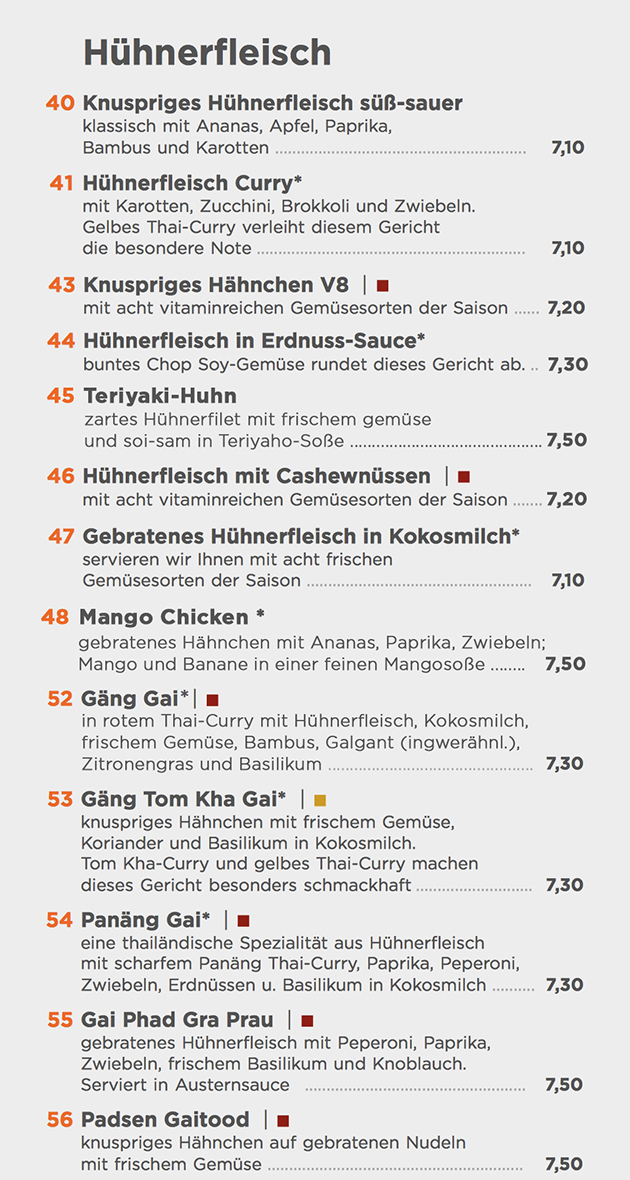 Hühnerfleisch
40 Knuspriges Hühnerfleisch süß-sauer
klassisch mit Ananas, Apfel, Paprika,
Bambus und Karotten ........................................ 7,10
41 Hühnerfleisch Curry*
mit Karotten, Zucchini, Brokkoli und Zwiebeln.
Gelbes Thai-Curry verleiht diesem Gericht
die besondere Note ........................................... 7,10
43 Knuspriges Hähnchen V8 |
mit acht vitaminreichen Gemüsesorten der Saison ...... 7,20
44 Hühnerfleisch in Erdnuss-Sauce*
buntes Chop Soy-Gemüse rundet dieses Gericht ab. .. 7,30
45 Teriyaki-Huhn
zartes Hühnerfilet mit frischem gemüse
und soi-sam in Teriyaho-Soße ..................................... 7,50
46 Hühnerfleisch mit Cashewnüssen |
mit acht vitaminreichen Gemüsesorten der Saison ....... 7,20
47 Gebratenes Hühnerfleisch in Kokosmilch*
servieren wir Ihnen mit acht frischen
Gemüsesorten der Saison .................................... 7,10
48 Mango Chicken *
gebratenes Hähnchen mit Ananas, Paprika, Zwiebeln;
Mango und Banane in einer feinen Mangosoße ........ 7,50
52 Gäng Gai* |
in rotem Thai-Curry mit Hühnerfleisch, Kokosmilch,
frischem Gemüse, Bambus, Galgant (ingwerähnl.),
Zitronengras und Basilikum ................................. 7,30
53 Gäng Tom Kha Gai* |
knuspriges Hähnchen mit frischem Gemüse,
Koriander und Basilikum in Kokosmilch.
Tom Kha-Curry und gelbes Thai-Curry machen
dieses Gericht besonders schmackhaft ................... 7,30
54 Panäng Gai* |
eine thailändische Spezialität aus Hühnerfleisch
mit scharfem Panäng Thai-Curry, Paprika, Peperoni,
Zwiebeln, Erdnüssen u. Basilikum in Kokosmilch ......... 7,30
55 Gai Phad Gra Prau |
gebratenes Hühnerfleisch mit Peperoni, Paprika,
Zwiebeln, frischem Basilikum und Knoblauch.
Serviert in Austernsauce .................................... 7,50
56 Padsen Gaitood |
knuspriges Hähnchen auf gebratenen Nudeln
mit frischem Gemüse ......................................... 7,50